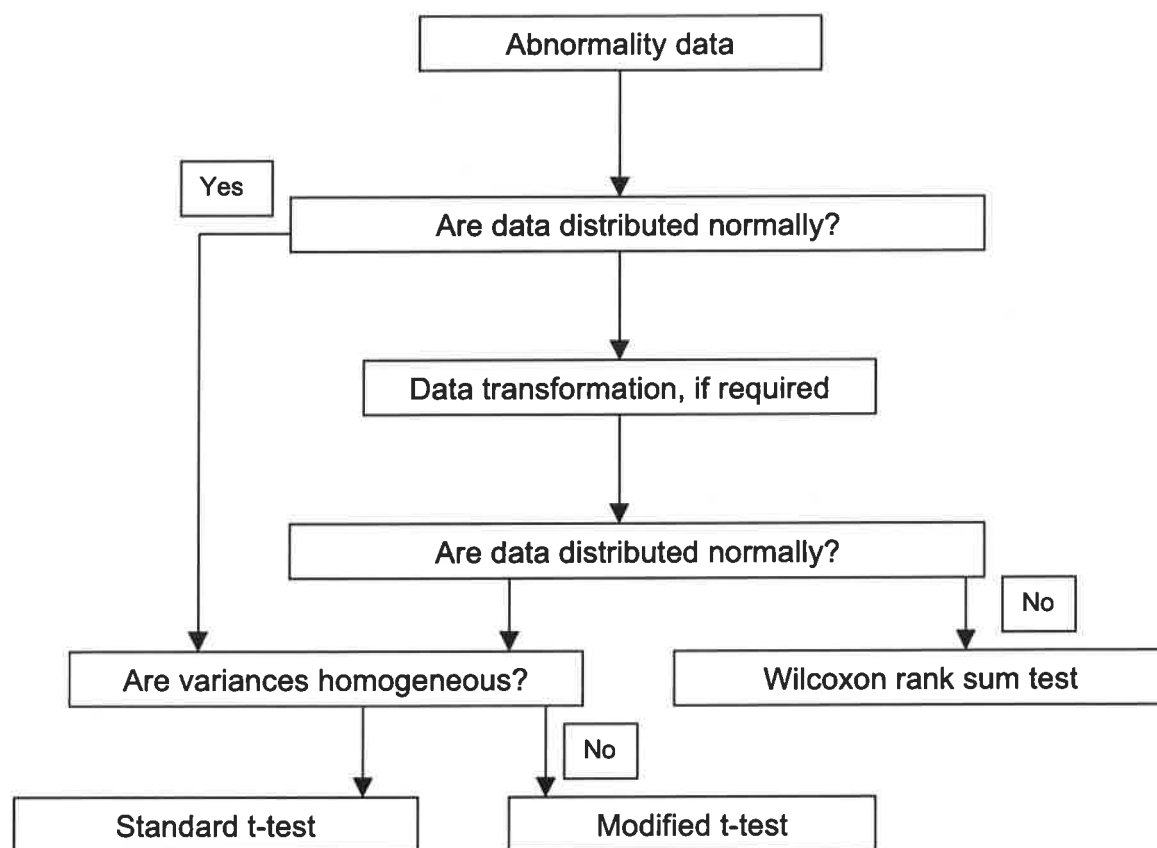 Abnormality data
Yes
Are data distributed normally?
Data transformation, if required
Are data distributed normally?
No
Are variances homogeneous?
Wilcoxon rank sum test
No
Standard t-test
Modified t-test